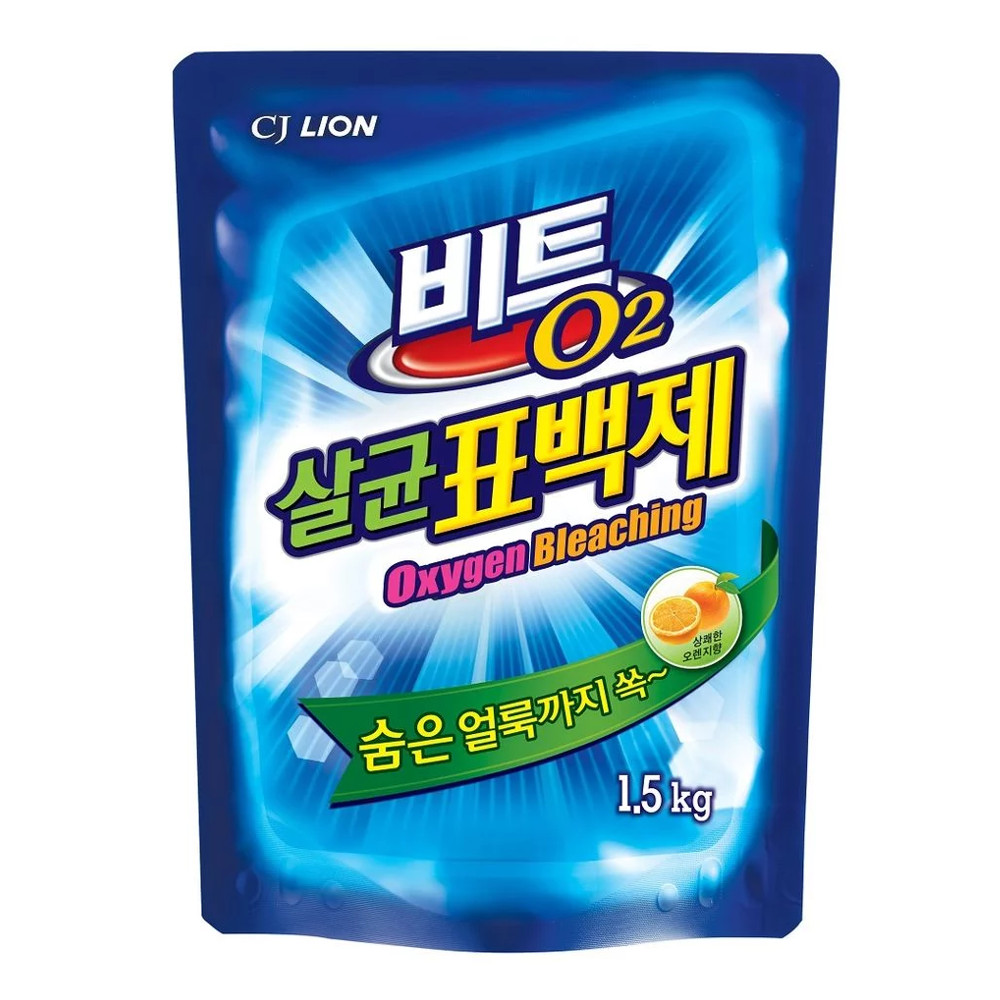 CJ LION
비트
O2
살균표백제
Oxygen Bleaching
상쾌한
오렌지향
숨은 얼룩까지 쏙~
1.5 kg